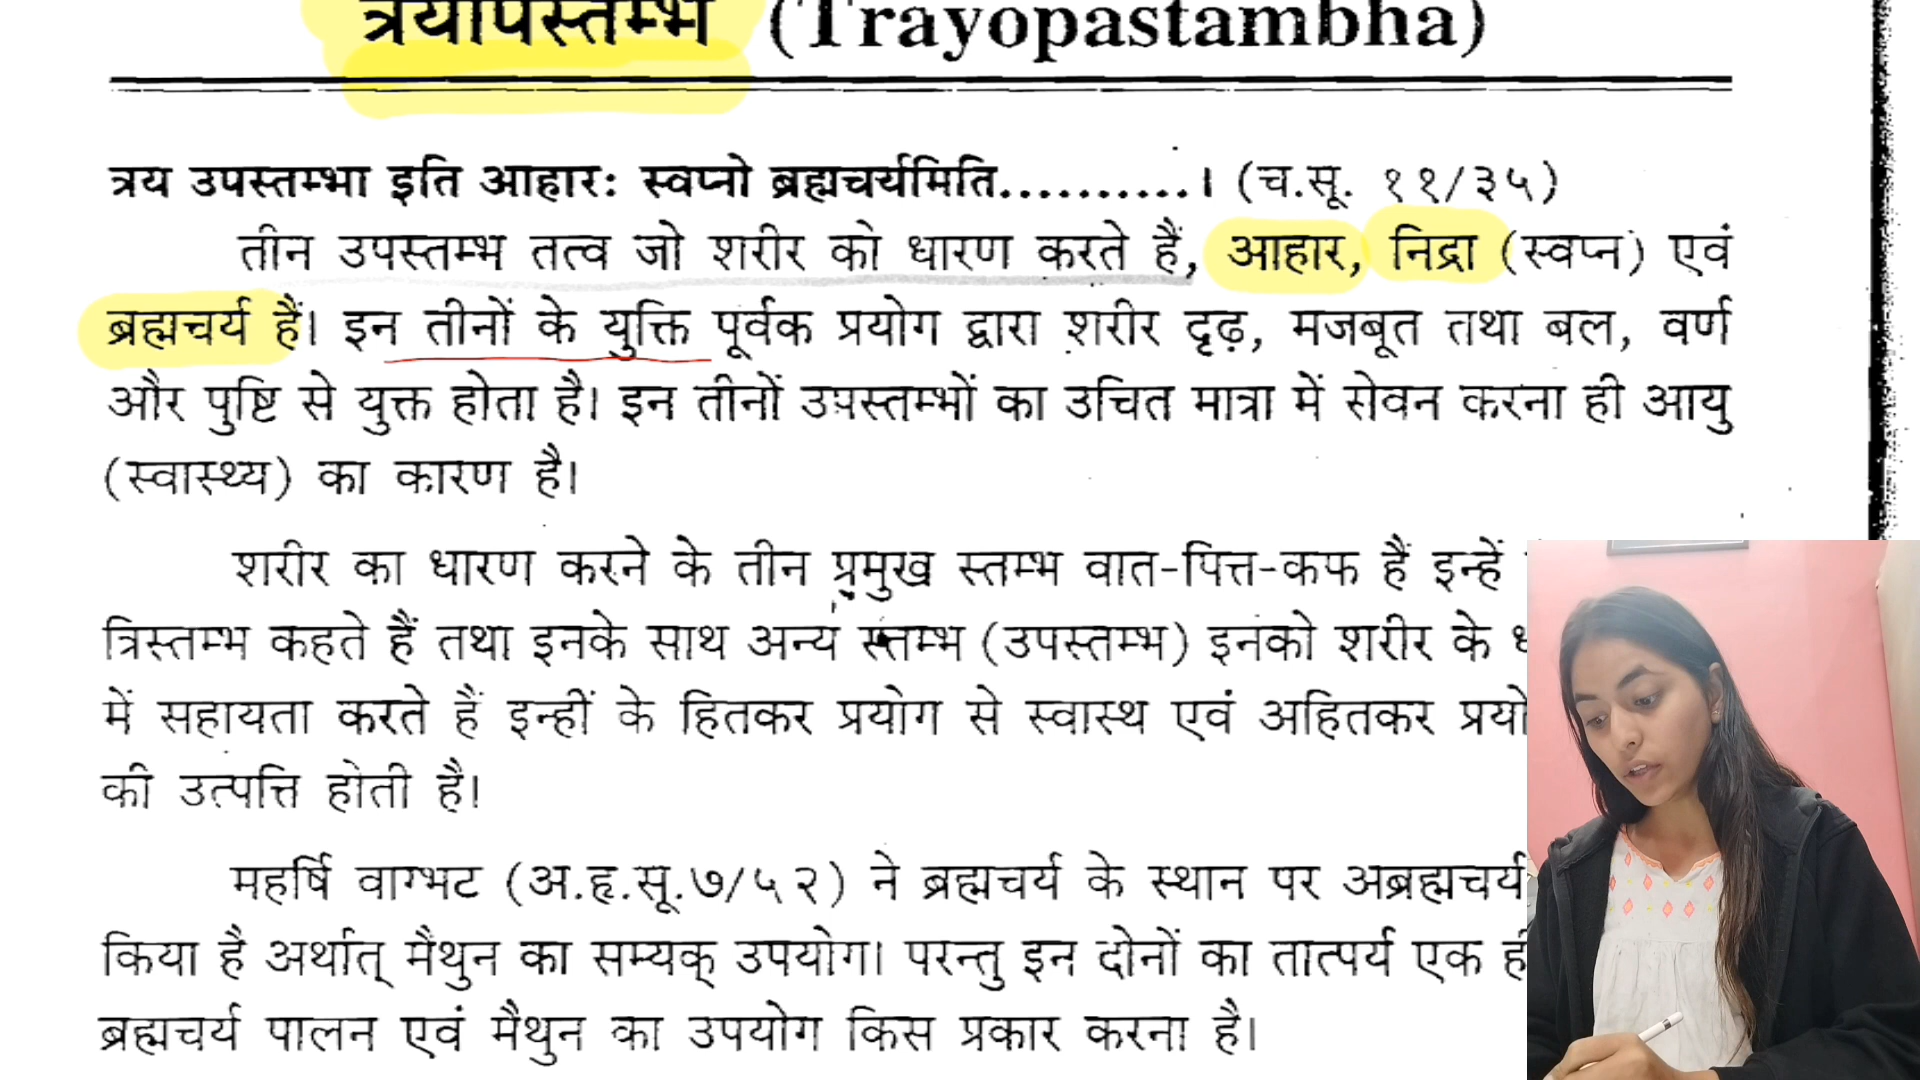 त्रयोपस्तम्भ (Trayopastambha)
त्रय उपस्तम्भा इति आहारः स्वप्नो ब्रह्मचर्यमिति..........। (च.सू. ११/३५)
तीन उपस्तम्भ तत्व जो शरीर को धारण करते हैं, आहार, निद्रा (स्वप्न) एवं
ब्रह्मचर्य हैं। इन तीनों के युक्ति पूर्वक प्रयोग द्वारा शरीर दृढ़, मजबूत तथा बल, वर्ण
और पुष्टि से युक्त होता है। इन तीनों उपस्तम्भों का उचित मात्रा में सेवन करना ही आयु
(स्वास्थ्य) का कारण है।
शरीर का धारण करने के तीन प्रमुख स्तम्भ वात-पित्त-कफ हैं इन्हें
त्रिस्तम्भ कहते हैं तथा इनके साथ अन्य स्तम्भ (उपस्तम्भ) इनको शरीर के
में सहायता करते हैं इन्हीं के हितकर प्रयोग से स्वास्थ एवं अहितकर
की उत्पत्ति होती है।
महर्षि वाग्भट (अ.हृ.सू.७/५२) ने ब्रह्मचर्य के स्थान पर अब्रह्मचर्य
किया है अर्थात् मैथुन का सम्यक् उपयोग। परन्तु इन दोनों का तात्पर्य एक
ब्रह्मचर्य पालन एवं मैथुन का उपयोग किस प्रकार करना है।